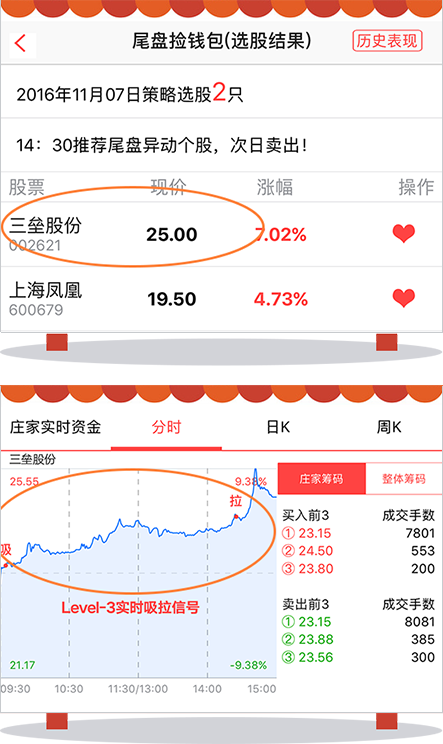 尾盘捡钱包(选股结果)
历史表现
2016年11月07日策略选股2只
14：30推荐尾盘异动个股，次日卖出！
股票 现价 涨幅 操作
三垒股份 25.00 7.02%
002621
上海凤凰 19.50 4.73%
600679
庄家实时资金 分时 日K 周K
三垒股份
25.55 9.38%
拉
吸
Level-3实时吸拉信号
21.17 -9.38%
09:30 10:30 11:30/13:00 14:00 15:00
庄家筹码 整体筹码
买入前3 成交手数
① 23.15 7801
② 24.50 553
③ 23.80 200
卖出前3 成交手数
① 23.15 8081
② 23.88 385
③ 23.56 300